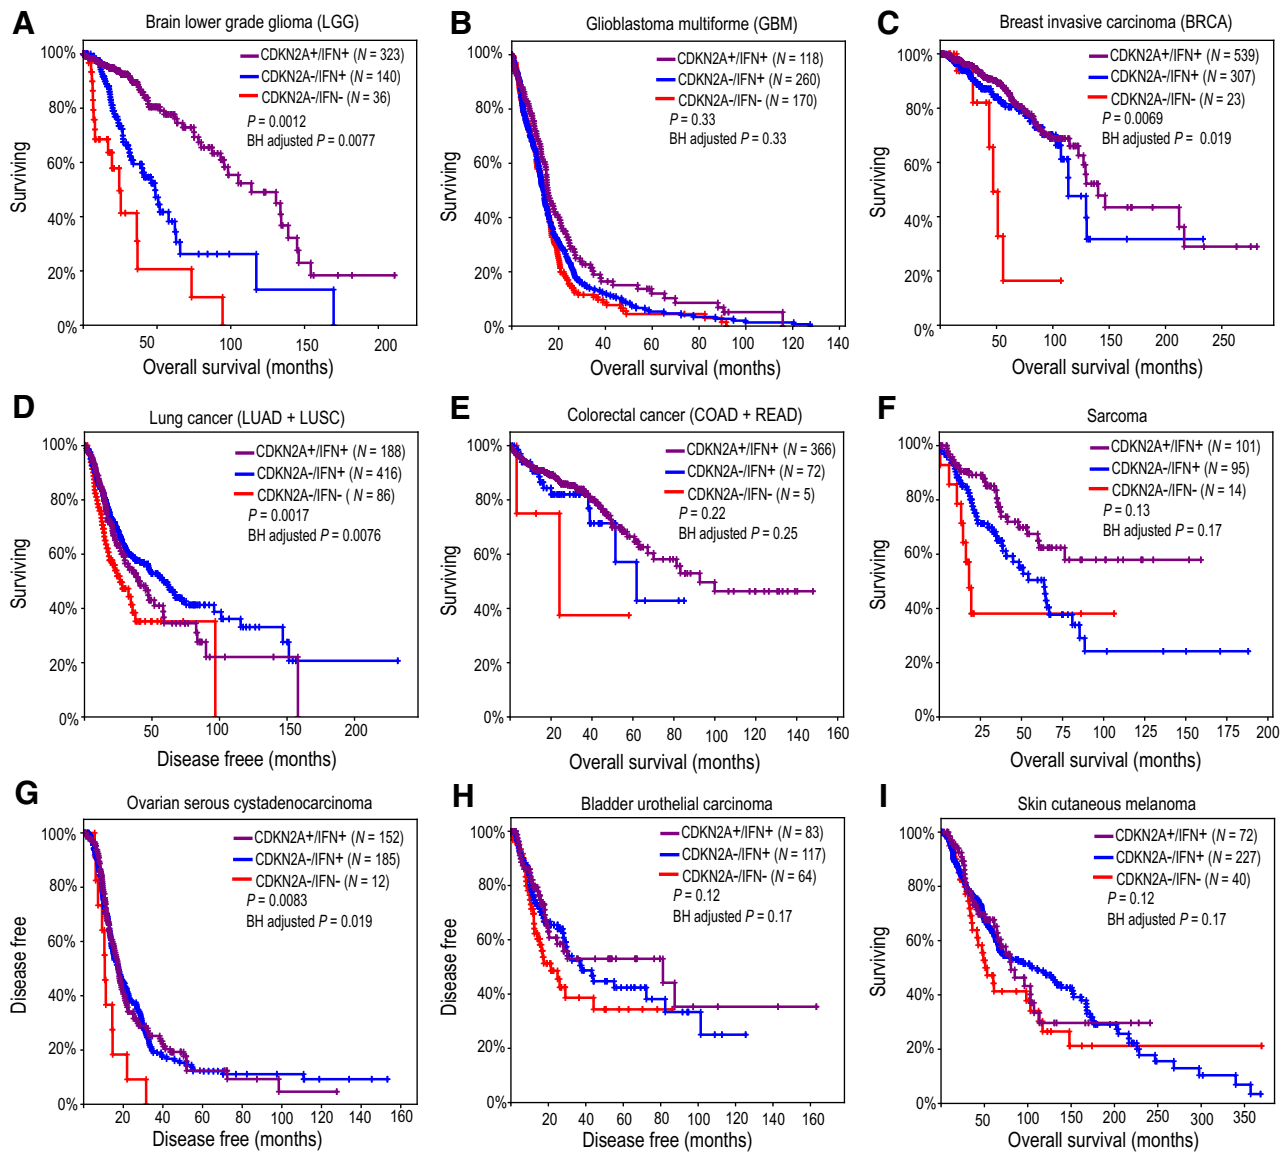 A
Brain lower grade glioma (LGG)
100%
80%
60%
40%
20%
0%
Surviving
CDKN2A+/IFN+ (N = 323)
CDKN2A-/IFN+ (N = 140)
CDKN2A-/IFN- (N = 36)
P = 0.0012
BH adjusted P = 0.0077
50 100 150 200
Overall survival (months)
B
Glioblastoma multiforme (GBM)
100%
80%
60%
40%
20%
0%
Surviving
CDKN2A+/IFN+ (N = 118)
CDKN2A-/IFN+ (N = 260)
CDKN2A-/IFN- (N = 170)
P = 0.33
BH adjusted P = 0.33
20 40 60 80 100 120 140
Overall survival (months)
C
Breast invasive carcinoma (BRCA)
100%
80%
60%
40%
20%
0%
Surviving
CDKN2A+/IFN+ (N = 539)
CDKN2A-/IFN+ (N = 307)
CDKN2A-/IFN- (N = 23)
P = 0.0069
BH adjusted P = 0.019
50 100 150 200 250
Overall survival (months)
D
Lung cancer (LUAD + LUSC)
100%
80%
60%
40%
20%
0%
Surviving
CDKN2A+/IFN+ (N = 188)
CDKN2A-/IFN+ (N = 416)
CDKN2A-/IFN- ( N = 86)
P = 0.0017
BH adjusted P = 0.0076
50 100 150 200
Disease freee (months)
E
Colorectal cancer (COAD + READ)
100%
80%
60%
40%
20%
0%
Surviving
CDKN2A+/IFN+ (N = 366)
CDKN2A-/IFN+ (N = 72)
CDKN2A-/IFN- (N = 5)
P = 0.22
BH adjusted P = 0.25
20 40 60 80 100 120 140 160
Overall survival (months)
F
Sarcoma
100%
80%
60%
40%
20%
0%
Surviving
CDKN2A+/IFN+ (N = 101)
CDKN2A-/IFN+ (N = 95)
CDKN2A-/IFN- (N = 14)
P = 0.13
BH adjusted P = 0.17
25 50 75 100 125 150 175 200
Overall survival (months)
G
Ovarian serous cystadenocarcinoma
100%
80%
60%
40%
20%
0%
Disease free
CDKN2A+/IFN+ (N = 152)
CDKN2A-/IFN+ (N = 185)
CDKN2A-/IFN- (N = 12)
P = 0.0083
BH adjusted P = 0.019
20 40 60 80 100 120 140 160
Disease free (months)
H
Bladder urothelial carcinoma
100%
80%
60%
40%
20%
0%
Disease free
CDKN2A+/IFN+ (N = 83)
CDKN2A-/IFN+ (N = 117)
CDKN2A-/IFN- (N = 64)
P = 0.12
BH adjusted P = 0.17
20 40 60 80 100 120 160
Disease free (months)
I
Skin cutaneous melanoma
100%
80%
60%
40%
20%
0%
Surviving
CDKN2A+/IFN+ (N = 72)
CDKN2A-/IFN+ (N = 227)
CDKN2A-/IFN- (N = 40)
P = 0.12
BH adjusted P = 0.17
50 100 150 200 250 300 350
Overall survival (months)